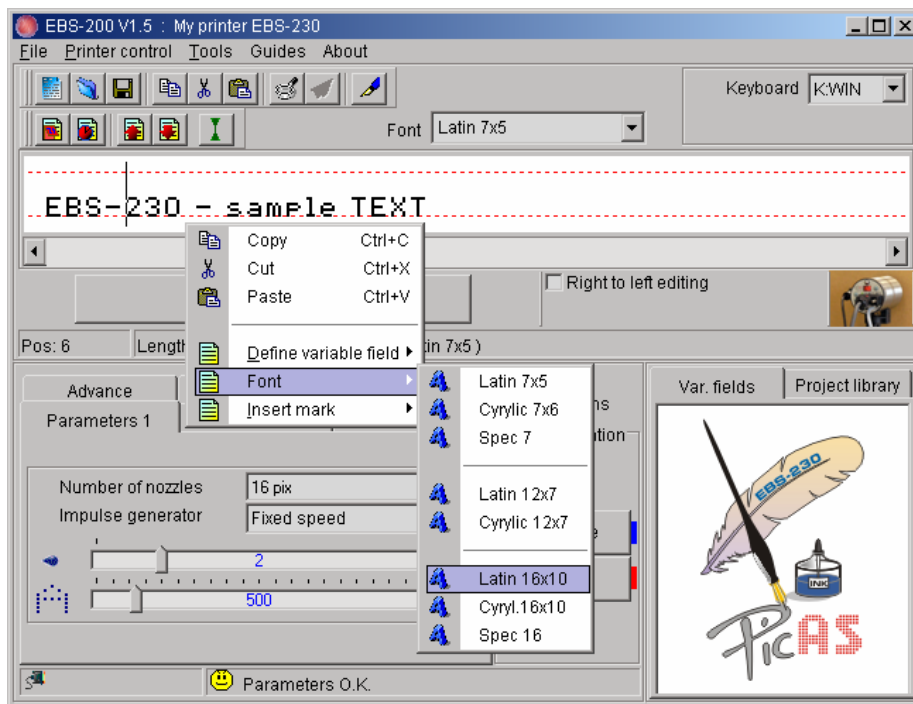 EBS-200 V1.5 : My printer EBS-230
File Printer control Tools Guides About
Keyboard K:WIN
Font Latin 7x5
EBS-230 - sample TEXT
Copy Ctrl+C
Cut Ctrl+X
Paste Ctrl+V
Define variable field
Font
Insert mark
Right to left editing
Pos: 6 Lengt tin 7x5 )
Latin 7x5
Cyrylic 7x6
Spec 7
Latin 12x7
Cyrylic 12x7
Latin 16x10
Cyryl.16x10
Spec 16
Advance
Parameters 1
Number of nozzles 16 pix
Impulse generator Fixed speed
2
500
Var. fields Project library
EBS-230
INK
PicAS
Parameters O.K.